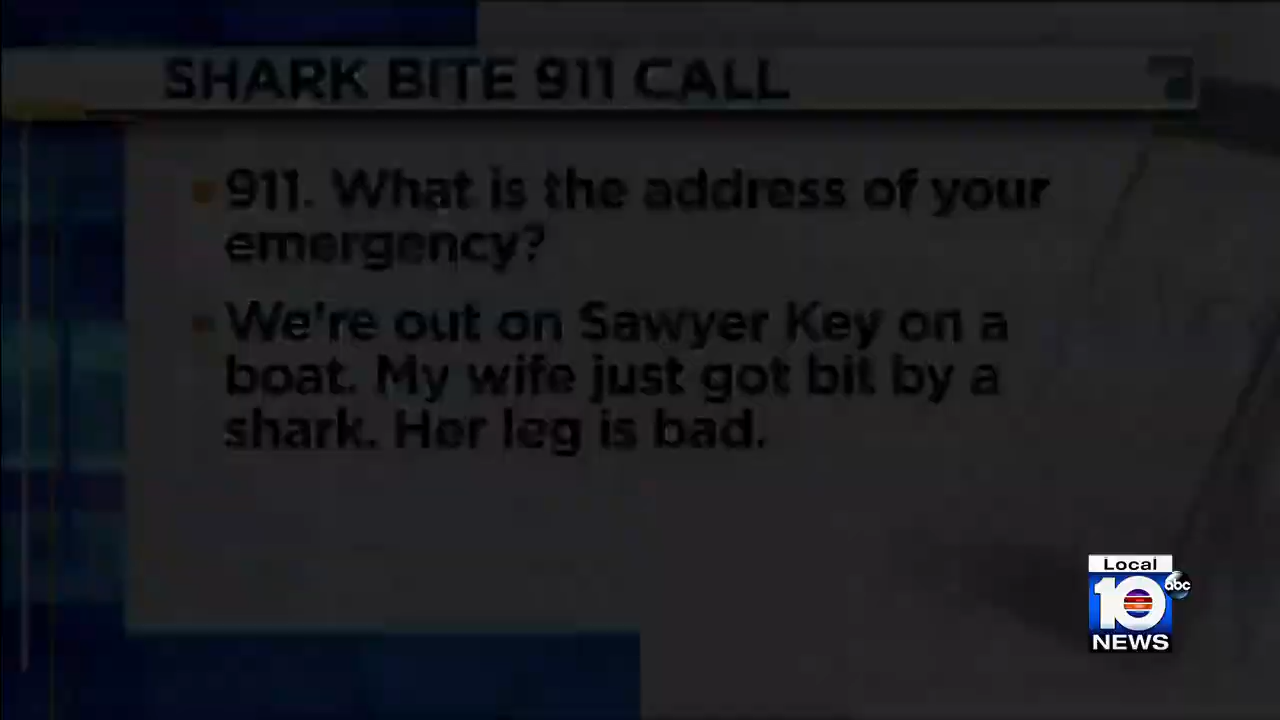 SHARK BITE 911 CALL
911. What is the address of your
emergency?
We're out on Sawyer Key on a
boat. My wife just got bit by a
shark. Her leg is bad.
Local
10
abc
NEWS